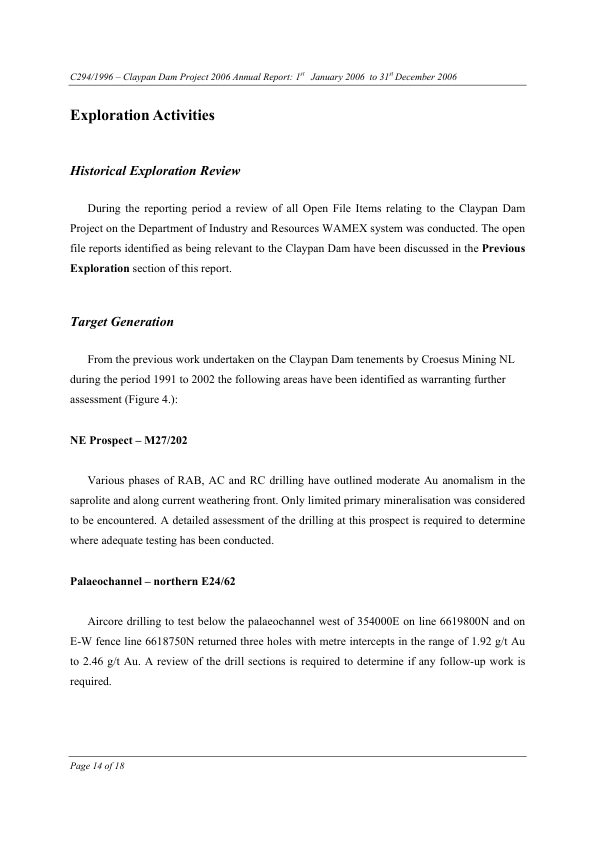 C294/1996 – Claypan Dam Project 2006 Annual Report: 1st January 2006 to 31st December 2006
Exploration Activities
Historical Exploration Review
During the reporting period a review of all Open File Items relating to the Claypan Dam
Project on the Department of Industry and Resources WAMEX system was conducted. The open
file reports identified as being relevant to the Claypan Dam have been discussed in the Previous
Exploration section of this report.
Target Generation
From the previous work undertaken on the Claypan Dam tenements by Croesus Mining NL
during the period 1991 to 2002 the following areas have been identified as warranting further
assessment (Figure 4.):
NE Prospect – M27/202
Various phases of RAB, AC and RC drilling have outlined moderate Au anomalism in the
saprolite and along current weathering front. Only limited primary mineralisation was considered
to be encountered. A detailed assessment of the drilling at this prospect is required to determine
where adequate testing has been conducted.
Palaeochannel – northern E24/62
Aircore drilling to test below the palaeochannel west of 354000E on line 6619800N and on
E-W fence line 6618750N returned three holes with metre intercepts in the range of 1.92 g/t Au
to 2.46 g/t Au. A review of the drill sections is required to determine if any follow-up work is
required.
Page 14 of 18